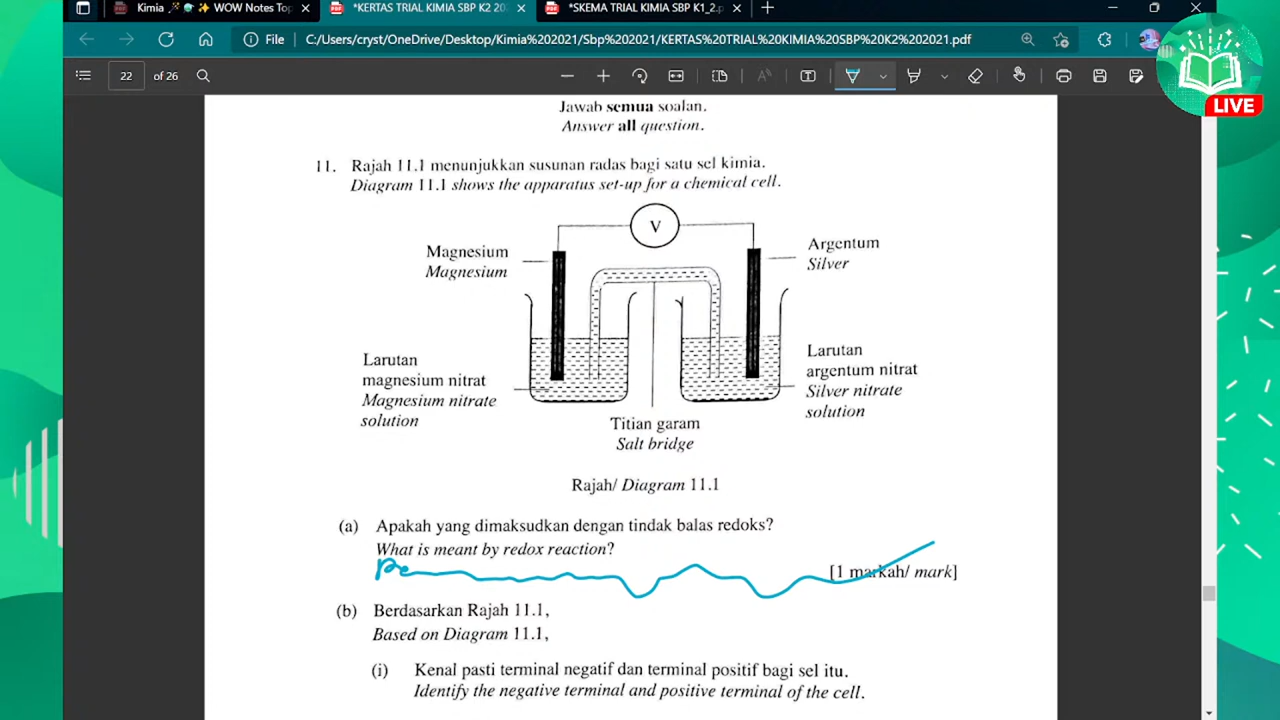 Kimia 🪄🌏✨ WOW Notes Top
*KERTAS TRIAL KIMIA SBP K2 202
*SKEMA TRIAL KIMIA SBP K1_2.p
File
C:/Users/cryst/OneDrive/Desktop/Kimia%202021/Sbp%202021/KERTAS%20TRIAL%20KIMIA%20SBP%20K2%202021.pdf
LIVE
22 of 26
Jawab semua soalan.
Answer all question.
11. Rajah 11.1 menunjukkan susunan radas bagi satu sel kimia.
Diagram 11.1 shows the apparatus set-up for a chemical cell.
V
Magnesium
Magnesium
Argentum
Silver
Larutan
magnesium nitrat
Magnesium nitrate
solution
Larutan
argentum nitrat
Silver nitrate
solution
Titian garam
Salt bridge
Rajah/ Diagram 11.1
(a) Apakah yang dimaksudkan dengan tindak balas redoks?
What is meant by redox reaction?
[1 markah/ mark]
(b) Berdasarkan Rajah 11.1,
Based on Diagram 11.1,
(i) Kenal pasti terminal negatif dan terminal positif bagi sel itu.
Identify the negative terminal and positive terminal of the cell.